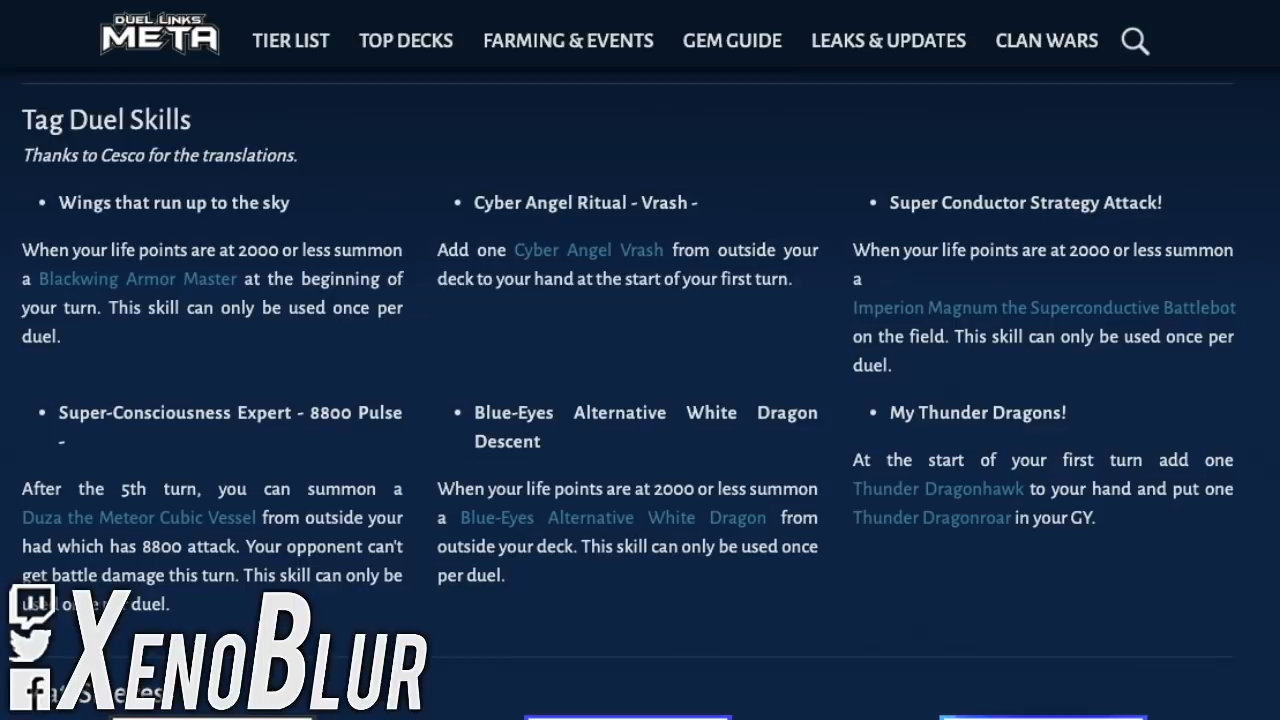 DUEL LINKS
META
TIER LIST
TOP DECKS
FARMING & EVENTS
GEM GUIDE
LEAKS & UPDATES
CLAN WARS
Tag Duel Skills
Thanks to Cesco for the translations.
• Wings that run up to the sky
When your life points are at 2000 or less summon
a Blackwing Armor Master at the beginning of
your turn. This skill can only be used once per
duel.
• Cyber Angel Ritual - Vrash -
Add one Cyber Angel Vrash from outside your
deck to your hand at the start of your first turn.
• Super Conductor Strategy Attack!
When your life points are at 2000 or less summon
a
Imperion Magnum the Superconductive Battlebot
on the field. This skill can only be used once per
duel.
• Super-Consciousness Expert - 8800 Pulse
-
After the 5th turn, you can summon a
Duza the Meteor Cubic Vessel from outside your
had which has 8800 attack. Your opponent can't
get battle damage this turn. This skill can only be
duel.
• Blue-Eyes Alternative White Dragon
Descent
When your life points are at 2000 or less summon
a Blue-Eyes Alternative White Dragon from
outside your deck. This skill can only be used once
per duel.
• My Thunder Dragons!
At the start of your first turn add one
Thunder Dragonhawk to your hand and put one
Thunder Dragonroar in your GY.
XENOBLUR